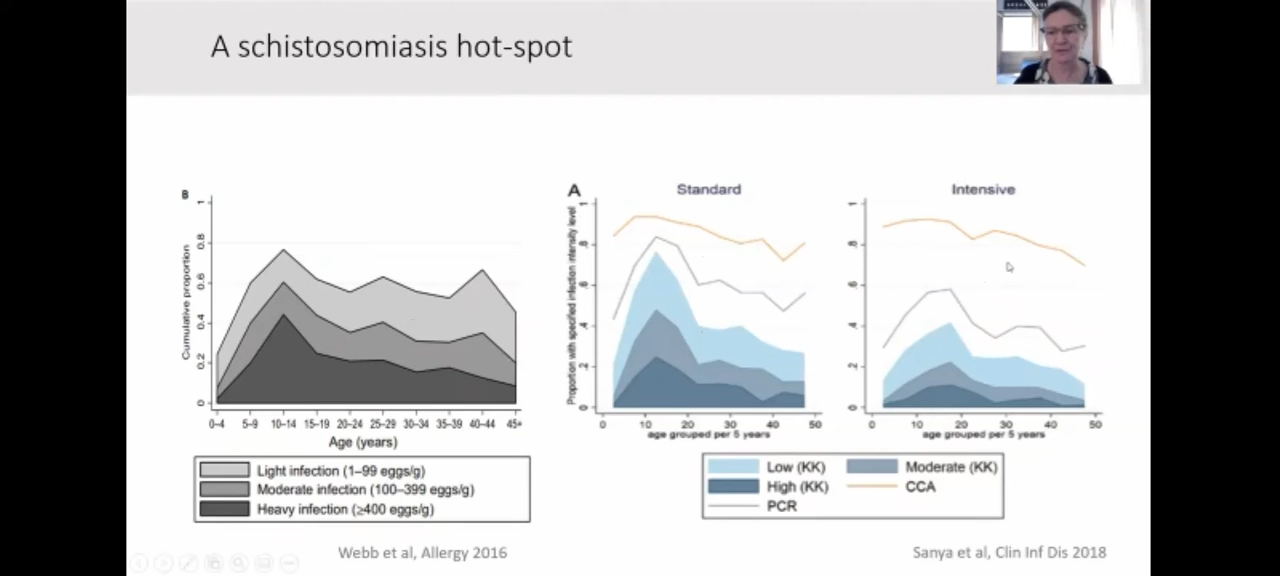 A schistosomiasis hot-spot
B
Cumulative proportion
1
0.8
0.6
0.4
0.2
0
0-4 5-9 10-14 15-19 20-24 25-29 30-34 35-39 40-44 45+
Age (years)
Light infection (1–99 eggs/g)
Moderate infection (100–399 eggs/g)
Heavy infection (≥400 eggs/g)
Webb et al, Allergy 2016
A
Standard
Proportion with specified infection intensity level
1
.8
.6
.4
.2
0
0 10 20 30 40 50
age grouped per 5 years
Intensive
1
.8
.6
.4
.2
0
0 10 20 30 40 50
age grouped per 5 years
Low (KK) Moderate (KK)
High (KK) CCA
PCR
Sanya et al, Clin Inf Dis 2018